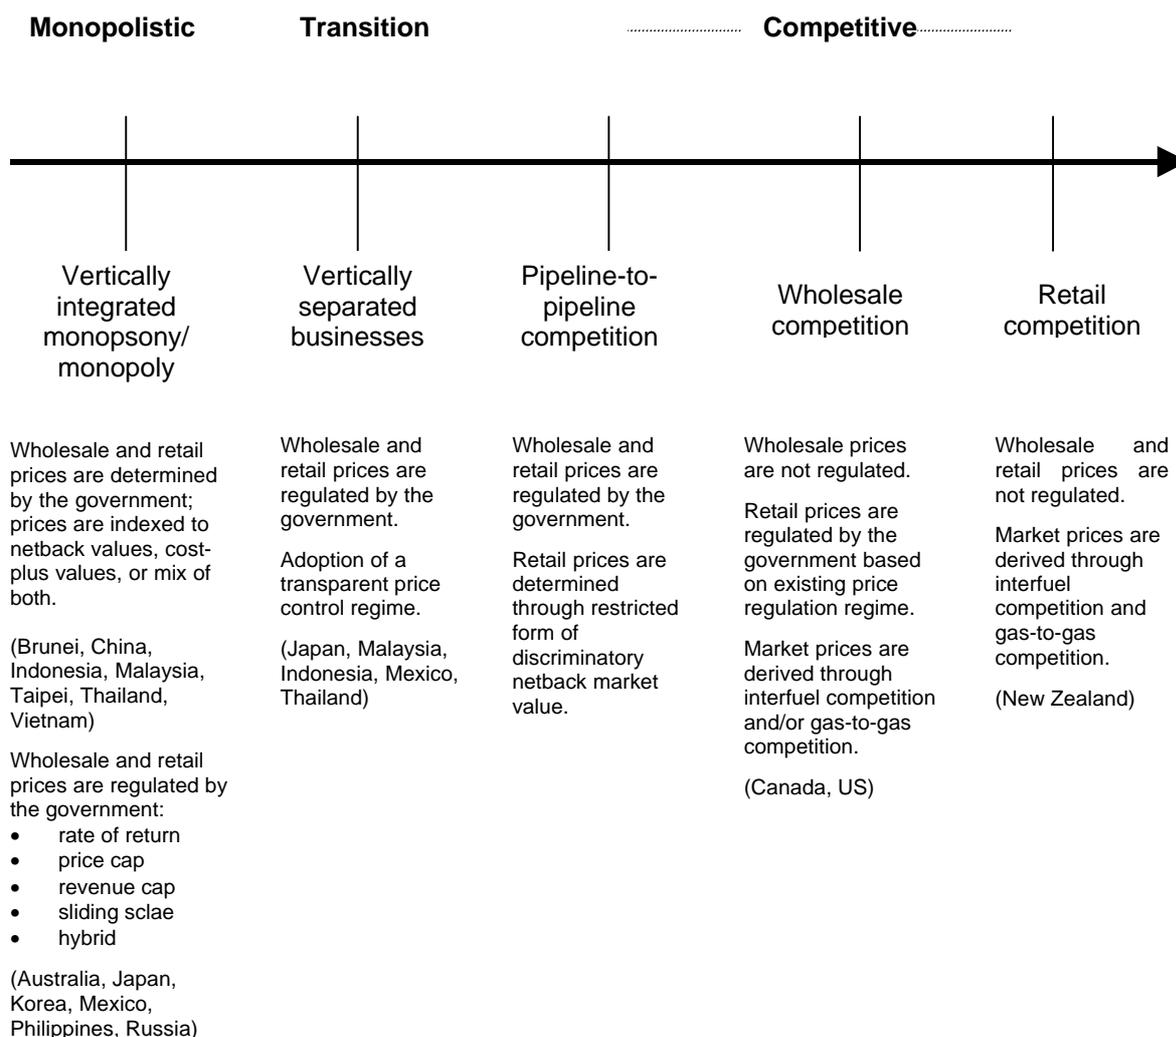 Monopolistic
Transition
Competitive
Vertically
integrated
monopsony/
monopoly
Vertically
separated
businesses
Pipeline-to-
pipeline
competition
Wholesale
competition
Retail
competition
Wholesale and retail
prices are determined
by the government;
prices are indexed to
netback values, cost-
plus values, or mix of
both.
(Brunei, China,
Indonesia, Malaysia,
Taipei, Thailand,
Vietnam)
Wholesale and retail
prices are regulated by
the government:
• rate of return
• price cap
• revenue cap
• sliding sclae
• hybrid
(Australia, Japan,
Korea, Mexico,
Philippines, Russia)
Wholesale and
retail prices are
regulated by the
government.
Adoption of a
transparent price
control regime.
(Japan, Malaysia,
Indonesia, Mexico,
Thailand)
Wholesale and
retail prices are
regulated by the
government.
Retail prices are
determined
through restricted
form of
discriminatory
netback market
value.
Wholesale prices
are not regulated.
Retail prices are
regulated by the
government based
on existing price
regulation regime.
Market prices are
derived through
interfuel competition
and/or gas-to-gas
competition.
(Canada, US)
Wholesale and
retail prices are
not regulated.
Market prices are
derived through
interfuel
competition and
gas-to-gas
competition.
(New Zealand)